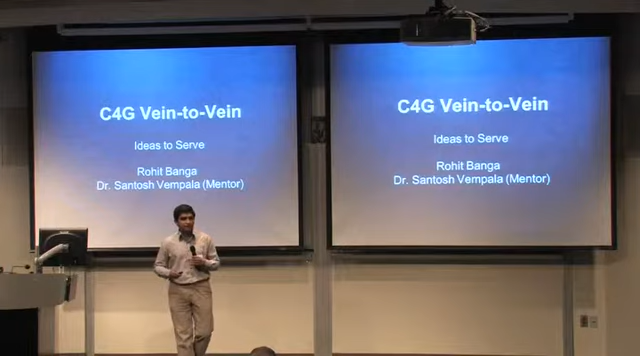 C4G Vein-to-Vein
Ideas to Serve
Rohit Banga
Dr. Santosh Vempala (Mentor)
C4G Vein-to-Vein
Ideas to Serve
Rohit Banga
Dr. Santosh Vempala (Mentor)